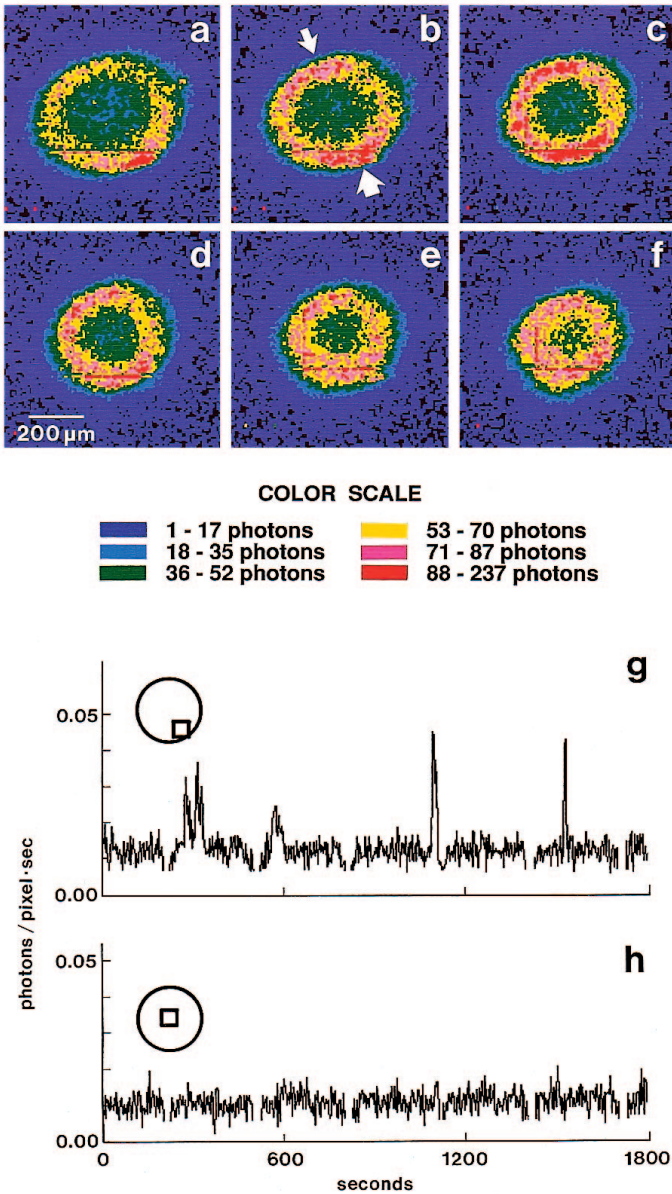 a
b
c
d
e
f
200 µm
COLOR SCALE
1 - 17 photons
53 - 70 photons
18 - 35 photons
71 - 87 photons
36 - 52 photons
88 - 237 photons
g
0.05
0.00
photons / pixel·sec
h
0.05
0.00
0
600
1200
1800
seconds